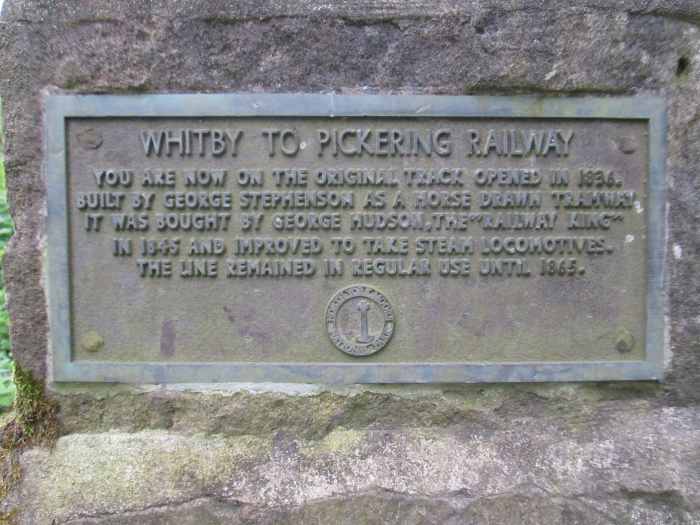 WHITBY TO PICKERING RAILWAY
YOU ARE NOW ON THE ORIGINAL TRACK OPENED IN 1836.
BUILT BY GEORGE STEPHENSON AS A HORSE DRAWN TRAMWAY
IT WAS BOUGHT BY GEORGE HUDSON, THE "RAILWAY KING"
IN 1845 AND IMPROVED TO TAKE STEAM LOCOMOTIVES.
THE LINE REMAINED IN REGULAR USE UNTIL 1865.
NATIONAL PARK